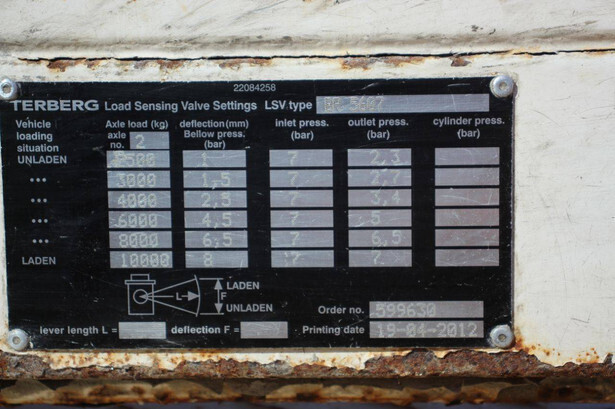 22084258
TERBERG Load Sensing Valve Settings LSV type BR 5607
Vehicle loading situation Axle load (kg) axle no. 2 deflection(mm) Bellow press. (bar) inlet press. (bar) outlet press. (bar) cylinder press. (bar)
UNLADEN 2500 1 7 2,3
... 3000 1,5 7 2,7
... 4000 2,5 7 3,4
... 6000 4,5 7 5
... 8000 6,5 7 6,5
LADEN 10000 8 7 7
L F LADEN
UNLADEN
Order no. 599630
lever length L = deflection F = Printing date 19-04-2012